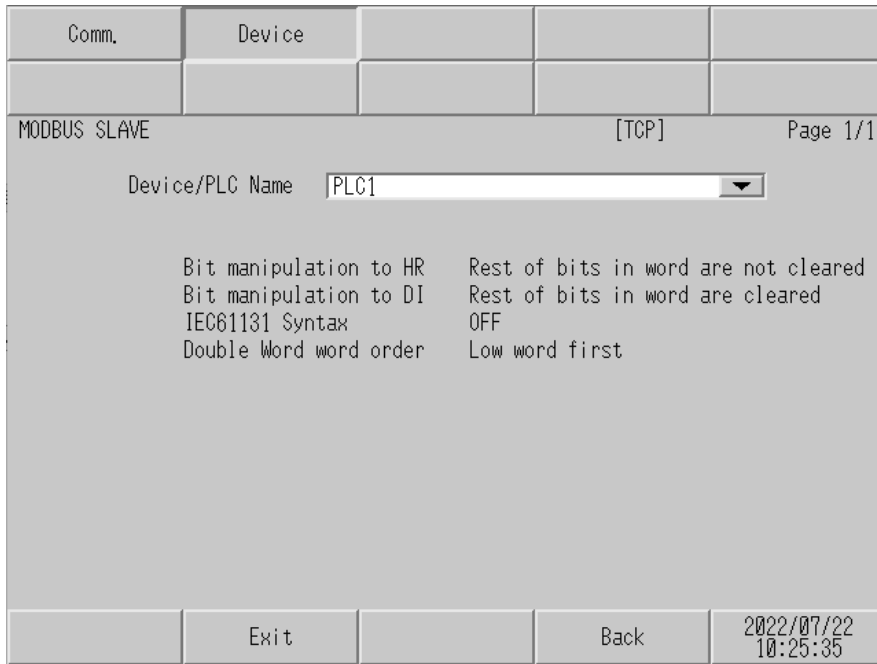 Comm. Device
MODBUS SLAVE [TCP] Page 1/1
Device/PLC Name PLC1
Bit manipulation to HR Rest of bits in word are not cleared
Bit manipulation to DI Rest of bits in word are cleared
IEC61131 Syntax OFF
Double Word word order Low word first
Exit Back 2022/07/22
10:25:35